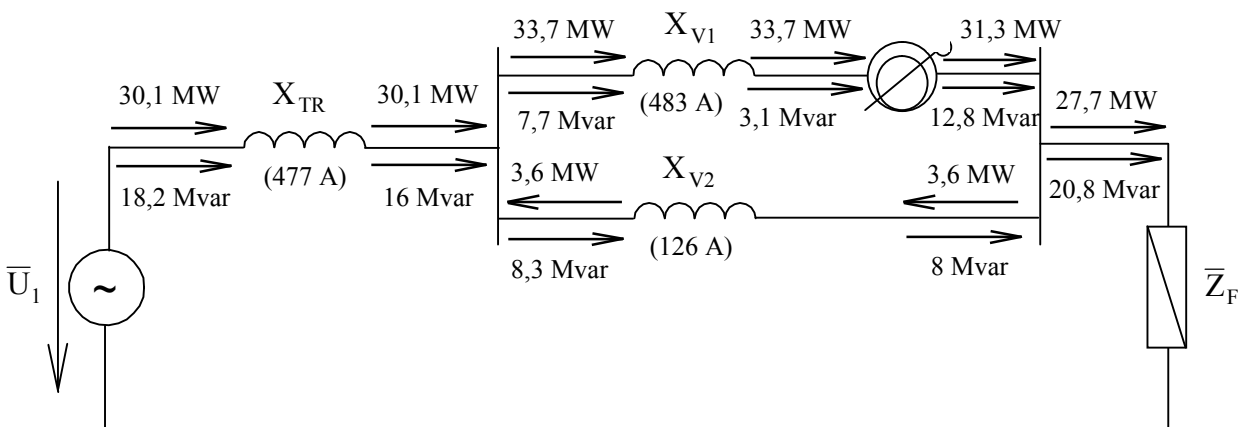 33,7 MW
X_V1
33,7 MW
31,3 MW
30,1 MW
X_TR
30,1 MW
(483 A)
7,7 Mvar
3,1 Mvar
12,8 Mvar
27,7 MW
(477 A)
18,2 Mvar
16 Mvar
3,6 MW
X_V2
3,6 MW
20,8 Mvar
8,3 Mvar
(126 A)
8 Mvar
U̅_1
~
Z̅_F